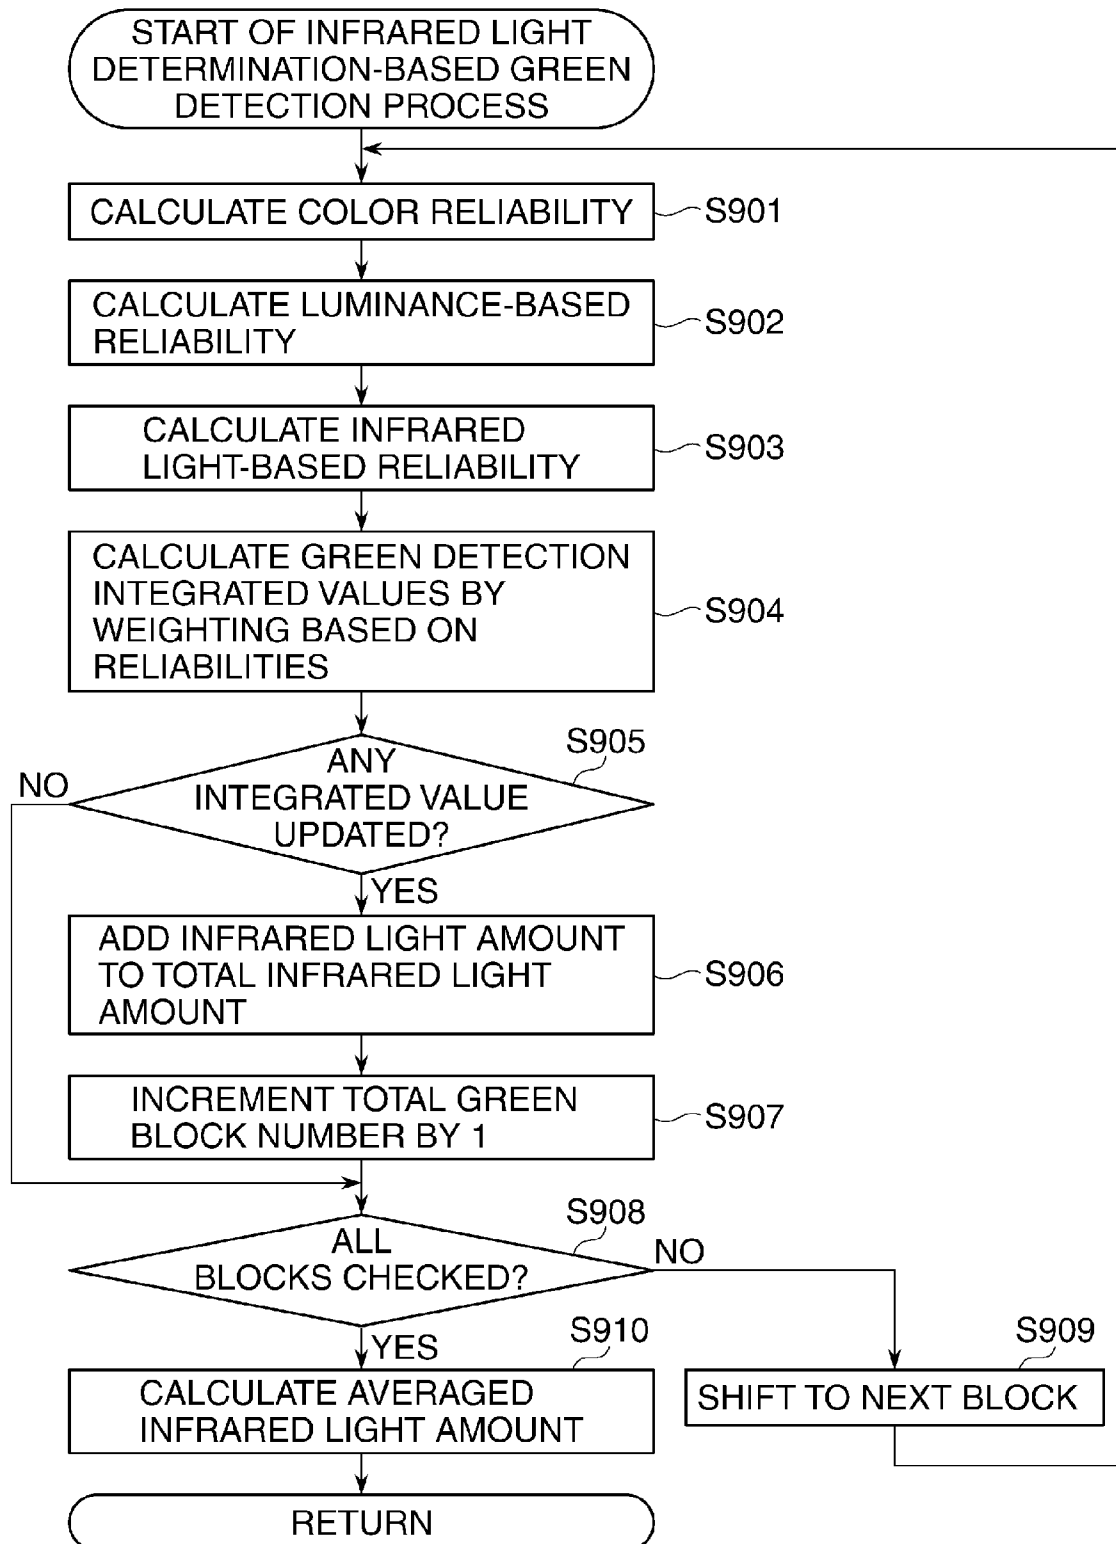 START OF INFRARED LIGHT
DETERMINATION-BASED GREEN
DETECTION PROCESS
CALCULATE COLOR RELIABILITY
S901
CALCULATE LUMINANCE-BASED
RELIABILITY
S902
CALCULATE INFRARED
LIGHT-BASED RELIABILITY
S903
CALCULATE GREEN DETECTION
INTEGRATED VALUES BY
WEIGHTING BASED ON
RELIABILITIES
S904
S905
ANY
INTEGRATED VALUE
UPDATED?
NO
YES
ADD INFRARED LIGHT AMOUNT
TO TOTAL INFRARED LIGHT
AMOUNT
S906
INCREMENT TOTAL GREEN
BLOCK NUMBER BY 1
S907
S908
ALL
BLOCKS CHECKED?
NO
YES
S910
CALCULATE AVERAGED
INFRARED LIGHT AMOUNT
S909
SHIFT TO NEXT BLOCK
RETURN